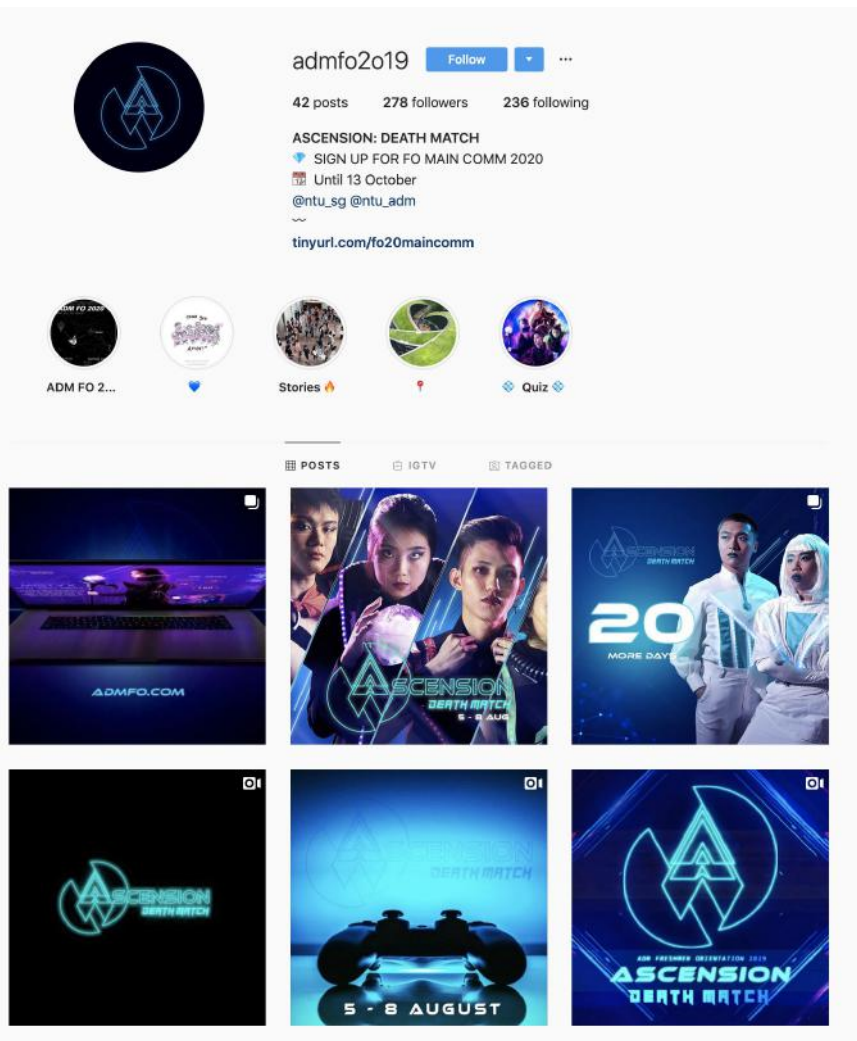 admfo2o19 Follow
42 posts 278 followers 236 following
ASCENSION: DEATH MATCH
SIGN UP FOR FO MAIN COMM 2020
Until 13 October
@ntu_sg @ntu_adm
tinyurl.com/fo20maincomm
ADM FO 2020
ADM FO 2...
Stories 🔥
Quiz
POSTS IGTV TAGGED
ADMFO.COM
ASCENSION
DEATH MATCH
5 - 8 AUG
ASCENSION
DEATH MATCH
20
MORE DAYS
ASCENSION
DEATH MATCH
ASCENSION
DEATH MATCH
5 - 8 AUGUST
ADM FRESHMEN ORIENTATION 2019
ASCENSION
DEATH MATCH